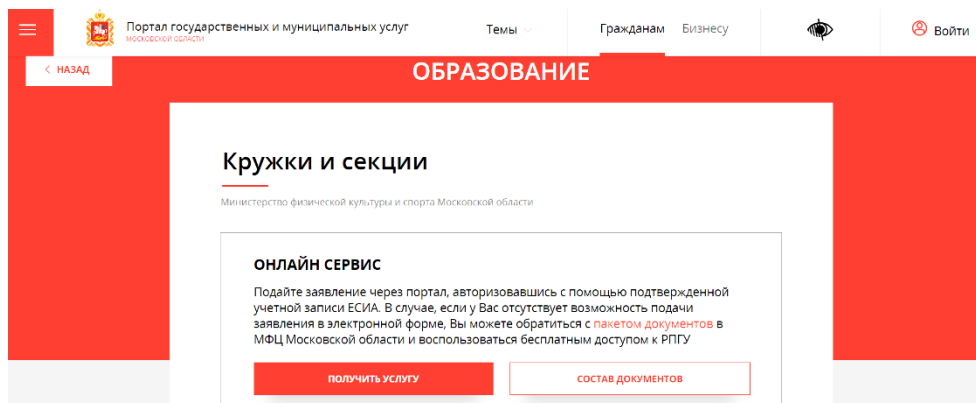 Портал государственных и муниципальных услуг
МОСКОВСКОЙ ОБЛАСТИ
Темы
Гражданам
Бизнесу
Войти
< НАЗАД
ОБРАЗОВАНИЕ
Кружки и секции
Министерство физической культуры и спорта Московской области
ОНЛАЙН СЕРВИС
Подайте заявление через портал, авторизовавшись с помощью подтвержденной
учетной записи ЕСИА. В случае, если у Вас отсутствует возможность подачи
заявления в электронной форме, Вы можете обратиться с пакетом документов в
МФЦ Московской области и воспользоваться бесплатным доступом к РПГУ
ПОЛУЧИТЬ УСЛУГУ
СОСТАВ ДОКУМЕНТОВ